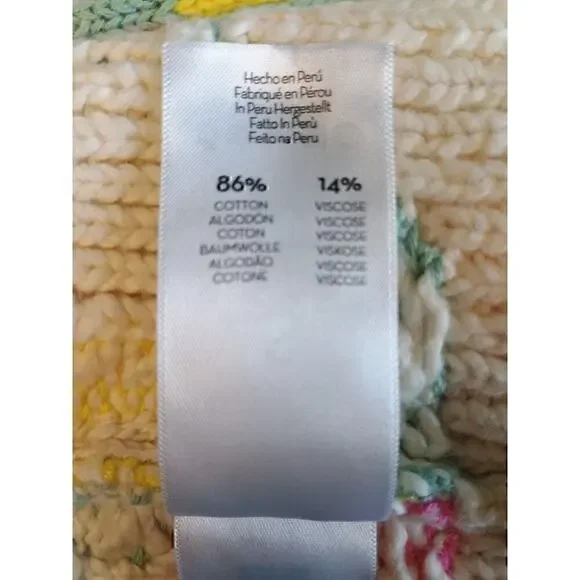 Hecho en Perú
Fabriqué en Pérou
In Peru Hergestellt
Fatto In Perù
Feito na Peru
86% 14%
COTTON VISCOSE
ALGODÓN VISCOSE
COTON VISCOSE
BAUMWOLLE VISKOSE
ALGODÃO VISCOSE
COTONE VISCOSE